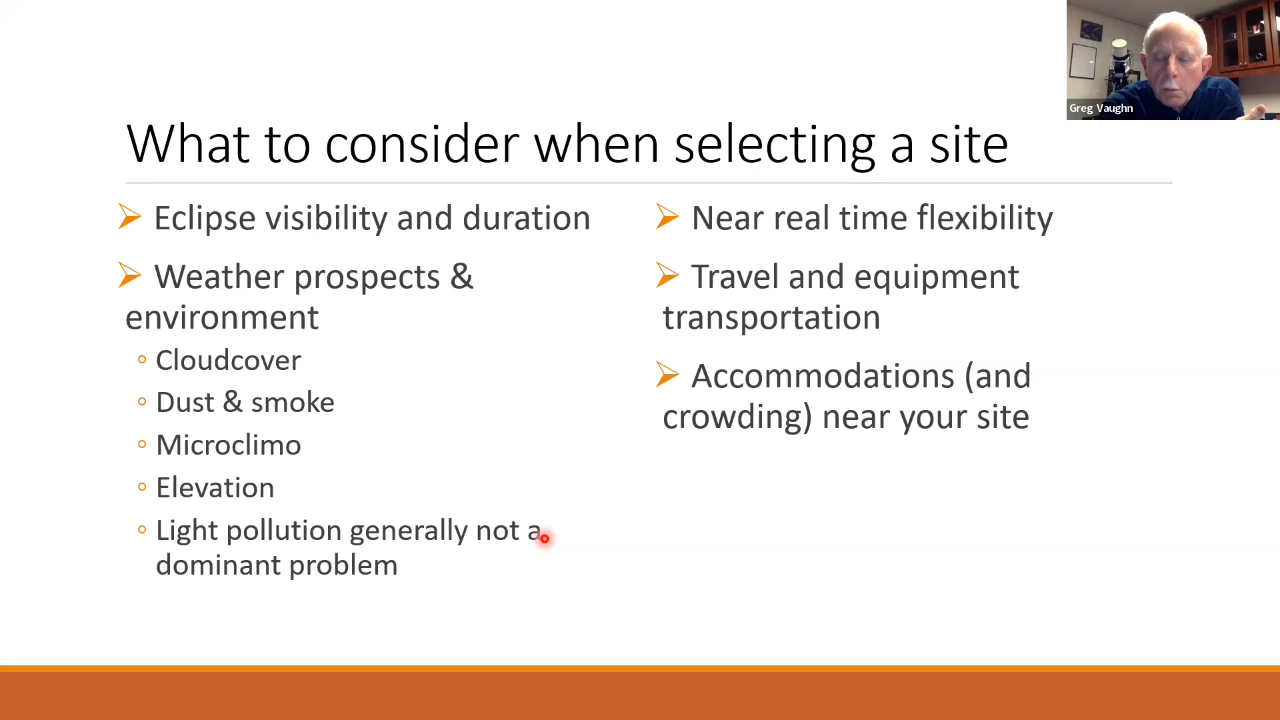 Greg Vaughn
What to consider when selecting a site
Eclipse visibility and duration
Weather prospects &
environment
Cloudcover
Dust & smoke
Microclimo
Elevation
Light pollution generally not a
dominant problem
Near real time flexibility
Travel and equipment
transportation
Accommodations (and
crowding) near your site